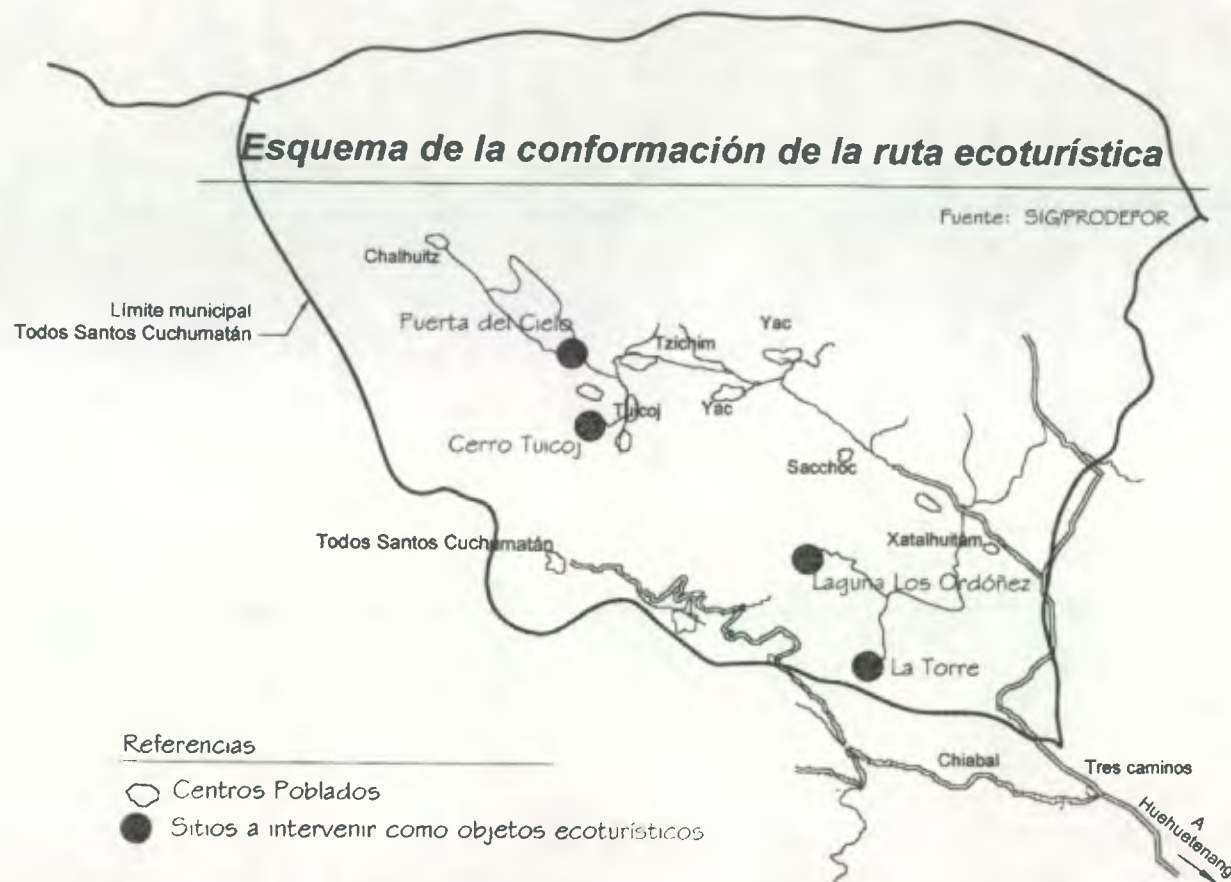 Esquema de la conformación de la ruta ecoturística
Fuente: SIG/PRODEFOR
Chalhuitz
Límite municipal
Todos Santos Cuchumatán
Puerta del Cielo
Yac
Tzichim
Tuicoj
Yac
Cerro Tuicoj
Sacchoc
Todos Santos Cuchumatán
Xatalhuitám
Laguna Los Ordóñez
La Torre
Referencias
Chiabal
Tres caminos
Centros Poblados
A
Huehuetenang
Sitios a intervenir como objetos ecoturísticos